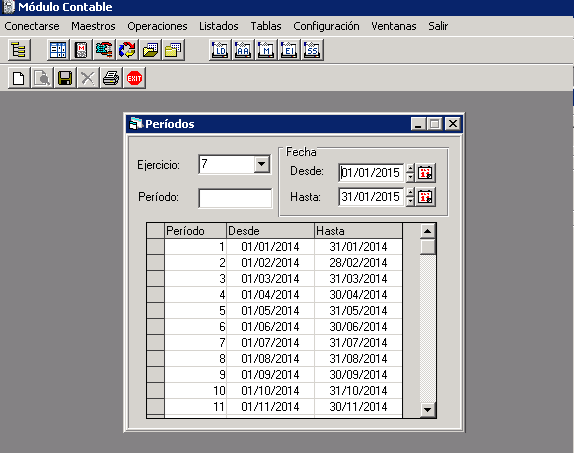 Módulo Contable
Conectarse Maestros Operaciones Listados Tablas Configuración Ventanas Salir
LD AA M EI SS
EXIT
Períodos
Fecha
Ejercicio: 7 Desde: 01/01/2015
Período: Hasta: 31/01/2015
Período Desde Hasta
1 01/01/2014 31/01/2014
2 01/02/2014 28/02/2014
3 01/03/2014 31/03/2014
4 01/04/2014 30/04/2014
5 01/05/2014 31/05/2014
6 01/06/2014 30/06/2014
7 01/07/2014 31/07/2014
8 01/08/2014 31/08/2014
9 01/09/2014 30/09/2014
10 01/10/2014 31/10/2014
11 01/11/2014 30/11/2014